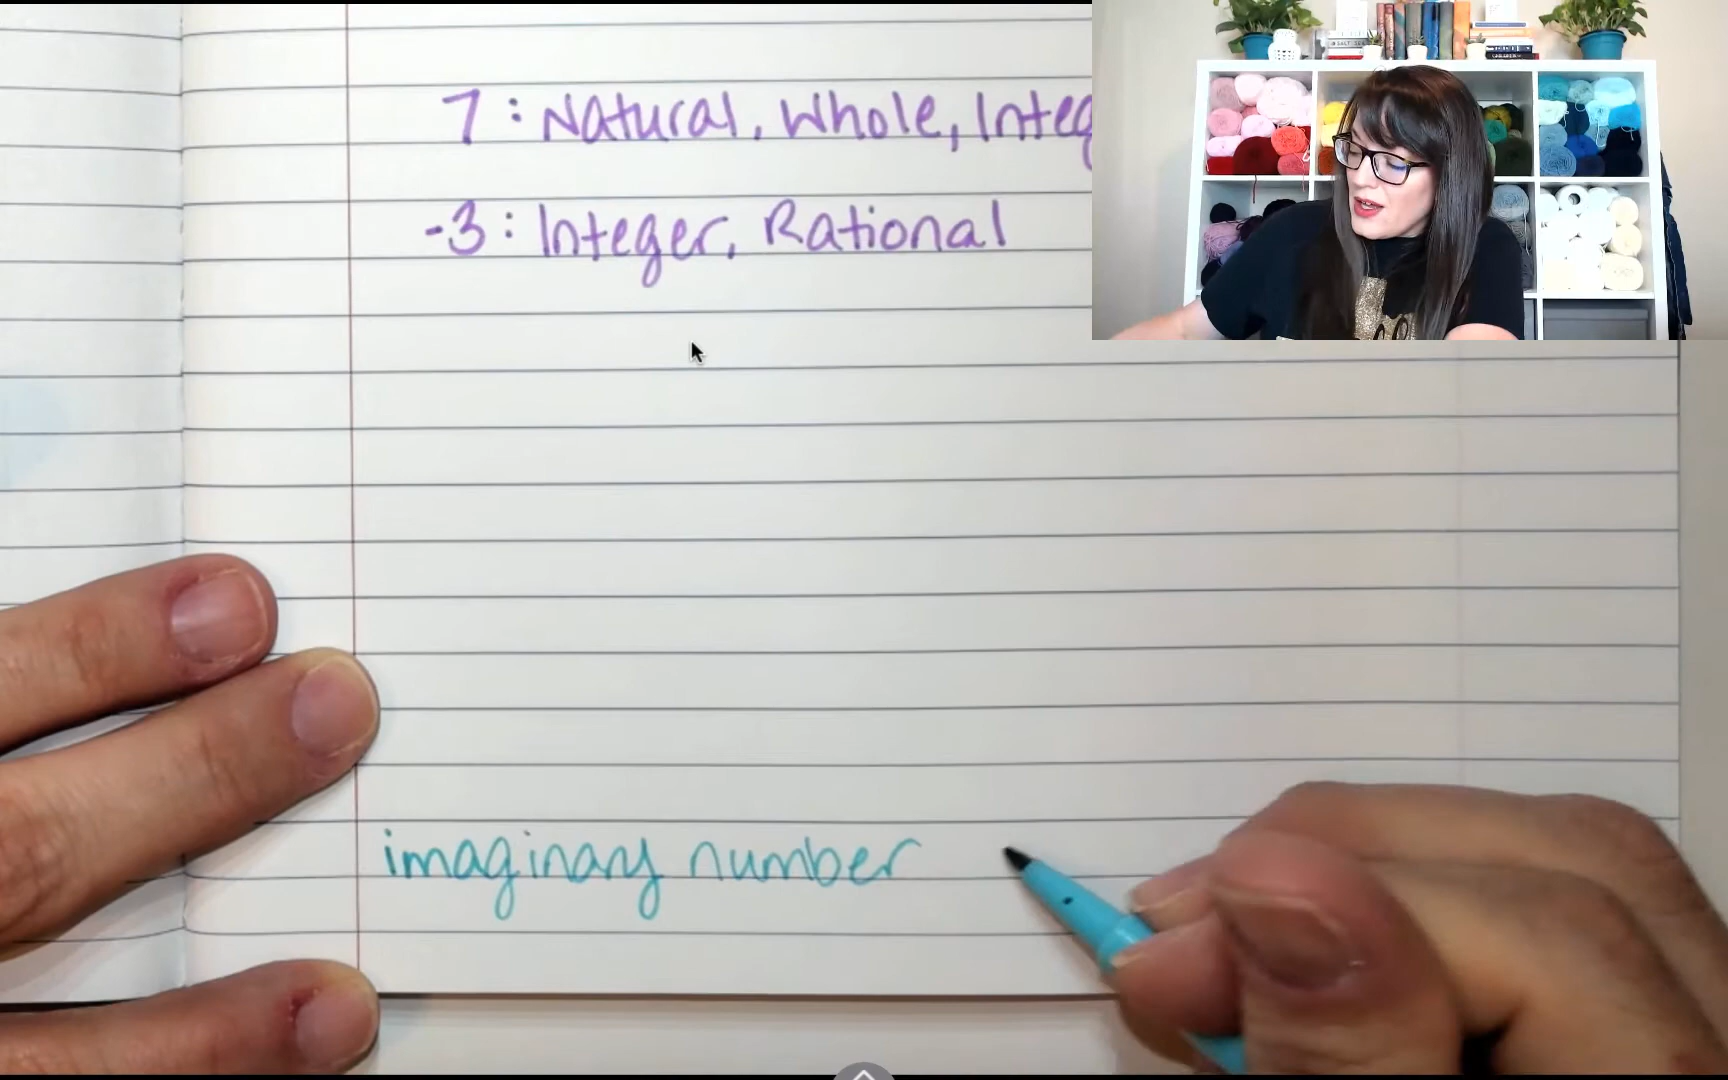 7 : Natural, Whole, Integ
-3 : Integer, Rational
imaginary number